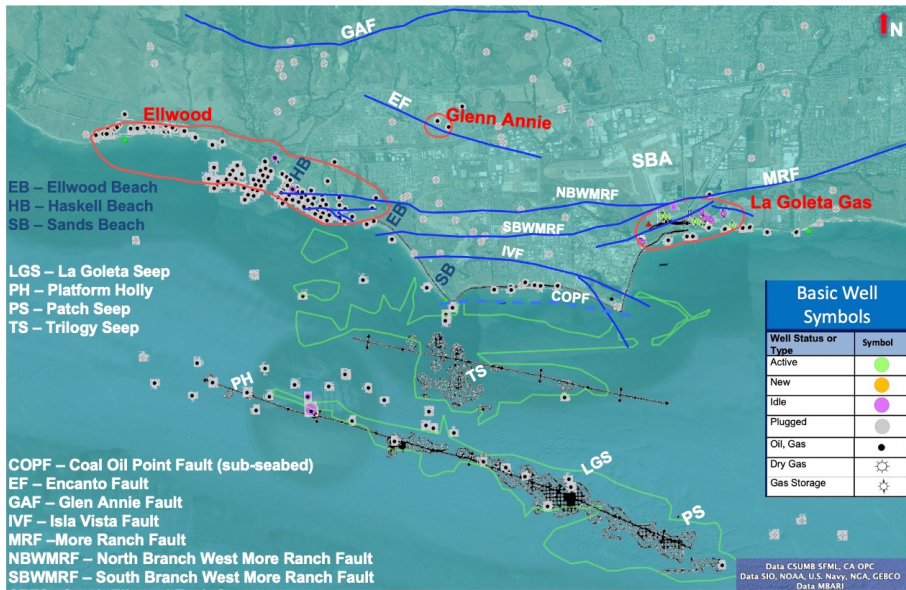 GAF
N
EF
Glenn Annie
Ellwood
SBA
MRF
HB
NBWMRF
La Goleta Gas
EB – Ellwood Beach
HB – Haskell Beach
SB – Sands Beach
EB
SBWMRF
IVF
SB
COPF
LGS – La Goleta Seep
PH – Platform Holly
PS – Patch Seep
TS – Trilogy Seep
Basic Well
Symbols
Well Status or
Type
Symbol
Active
New
Idle
Plugged
Oil, Gas
Dry Gas
Gas Storage
PH
TS
LGS
PS
COPF – Coal Oil Point Fault (sub-seabed)
EF – Encanto Fault
GAF – Glen Annie Fault
IVF – Isla Vista Fault
MRF –More Ranch Fault
NBWMRF – North Branch West More Ranch Fault
SBWMRF – South Branch West More Ranch Fault
Data CSUMB SFML, CA OPC
Data SIO, NOAA, U.S. Navy, NGA, GEBCO
Data MBARI